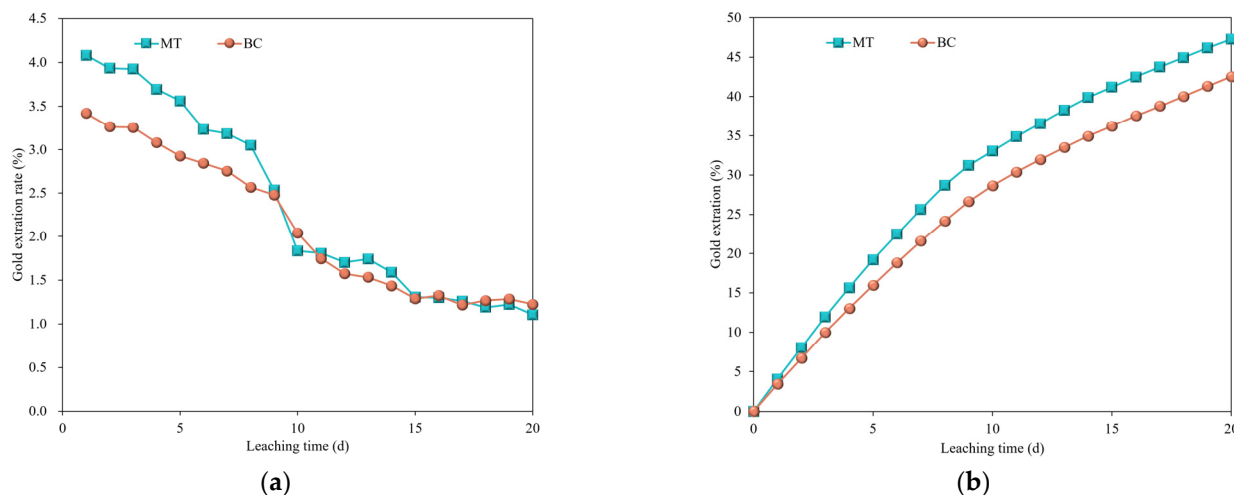 4.5
4.0
3.5
3.0
2.5
2.0
1.5
1.0
0.5
0.0
Gold extration rate (%)
MT BC
0 5 10 15 20
Leaching time (d)
(a)
50
45
40
35
30
25
20
15
10
5
0
Gold extration (%)
MT BC
0 5 10 15 20
Leaching time (d)
(b)